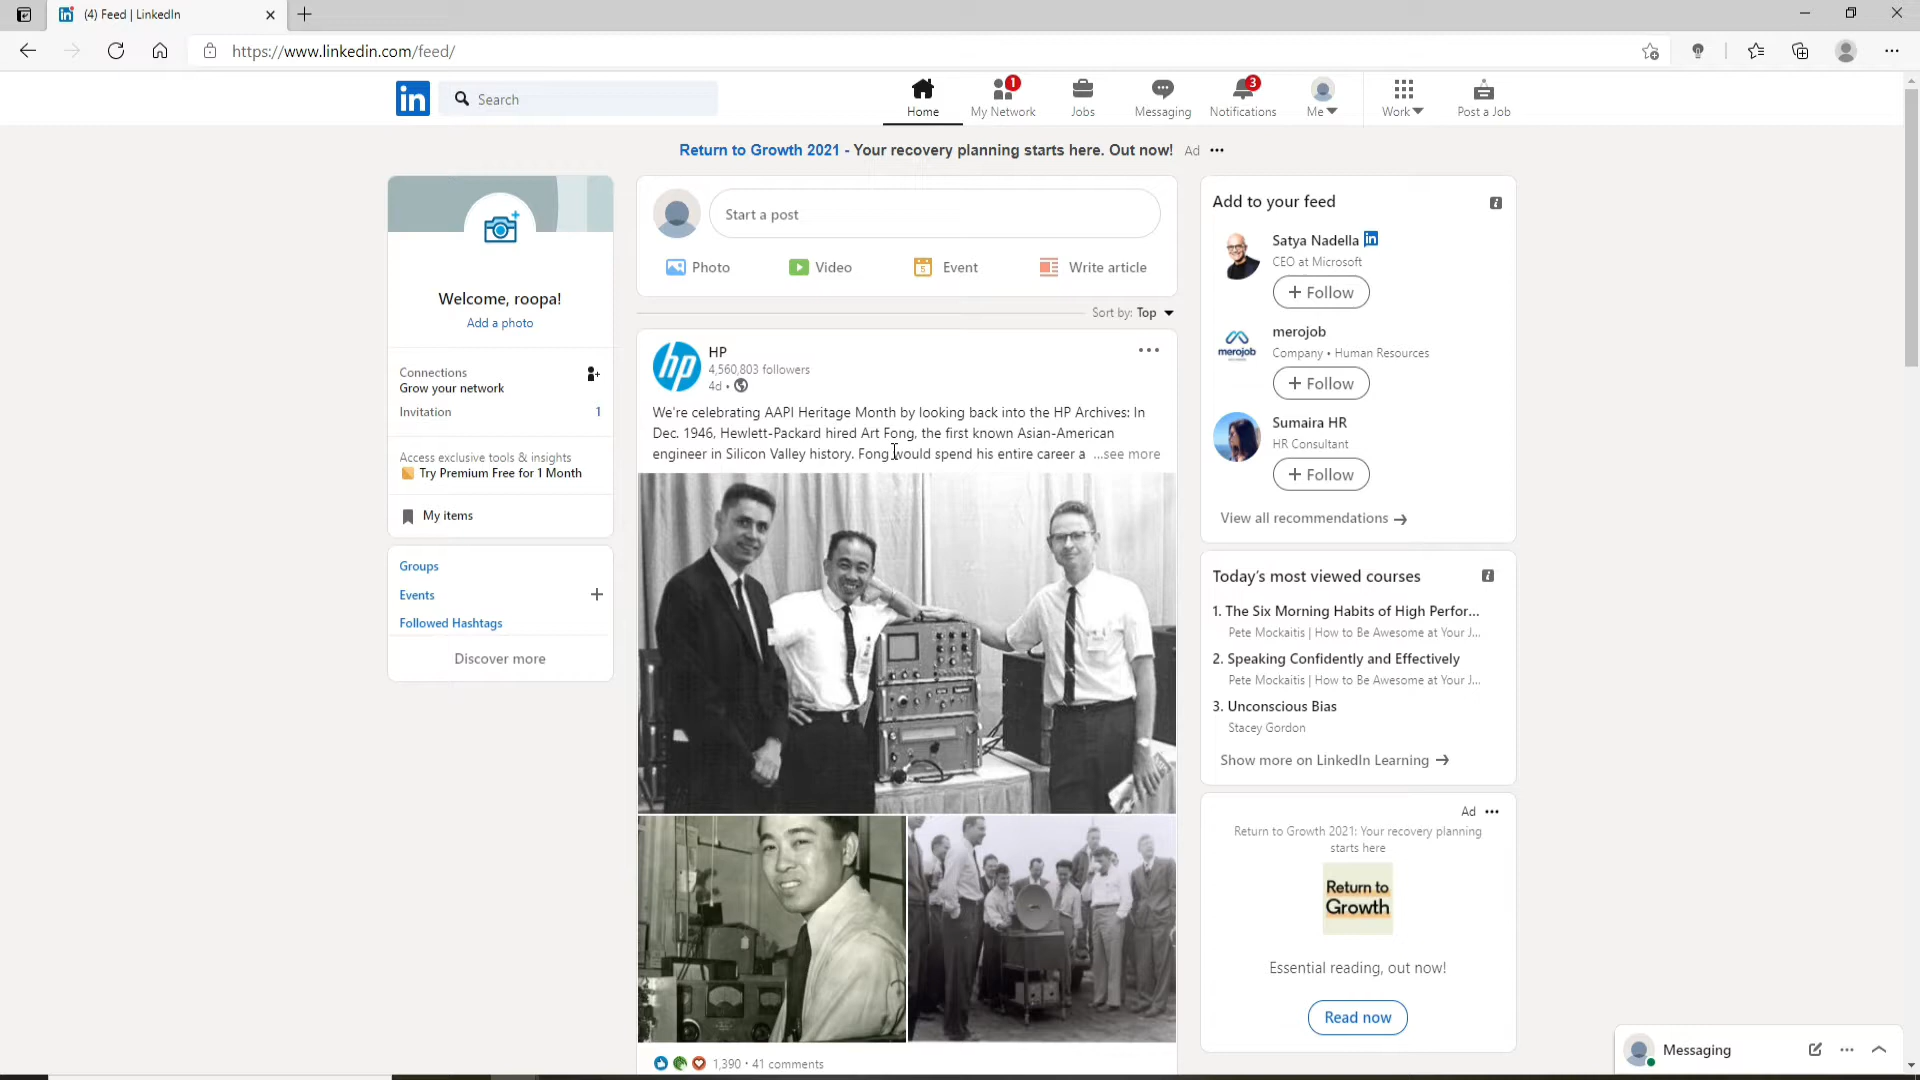 (4) Feed | LinkedIn
https://www.linkedin.com/feed/
in
Search
Home
1
My Network
Jobs
Messaging
3
Notifications
Me
Work
Post a Job
Return to Growth 2021 - Your recovery planning starts here. Out now! Ad
Welcome, roopa!
Add a photo
Connections
Grow your network
Invitation 1
Access exclusive tools & insights
Try Premium Free for 1 Month
My items
Groups
Events
Followed Hashtags
Discover more
Start a post
Photo
Video
Event
Write article
Sort by: Top
hp
HP
4,560,803 followers
4d •
We're celebrating AAPI Heritage Month by looking back into the HP Archives: In
Dec. 1946, Hewlett-Packard hired Art Fong, the first known Asian-American
engineer in Silicon Valley history. Fong would spend his entire career a ...see more
1,390 • 41 comments
Add to your feed
Satya Nadella in
CEO at Microsoft
+ Follow
merojob
merojob
Company • Human Resources
+ Follow
Sumaira HR
HR Consultant
+ Follow
View all recommendations
Today's most viewed courses
1. The Six Morning Habits of High Perfor...
Pete Mockaitis | How to Be Awesome at Your J...
2. Speaking Confidently and Effectively
Pete Mockaitis | How to Be Awesome at Your J...
3. Unconscious Bias
Stacey Gordon
Show more on LinkedIn Learning
Ad
Return to Growth 2021: Your recovery planning
starts here
Return to
Growth
Essential reading, out now!
Read now
Messaging